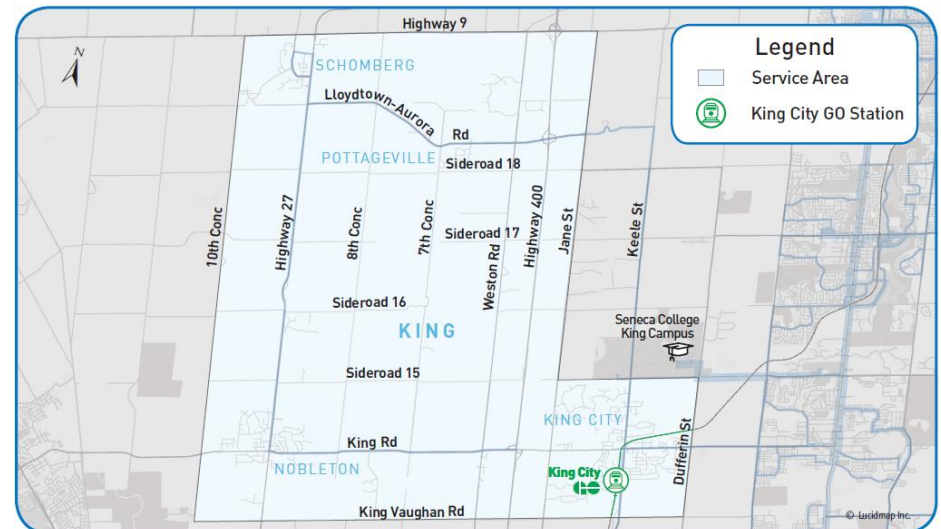 Highway 9
Legend
Service Area
King City GO Station
N
SCHOMBERG
Lloydtown-Aurora
Rd
POTTAGEVILLE
Sideroad 18
10th Conc
Highway 27
8th Conc
7th Conc
Sideroad 17
Weston Rd
Highway 400
Jane St
Keele St
Sideroad 16
KING
Seneca College
King Campus
Sideroad 15
KING CITY
King Rd
NOBLETON
King City
GO
Dufferin St
King Vaughan Rd
© Lucidmap Inc.